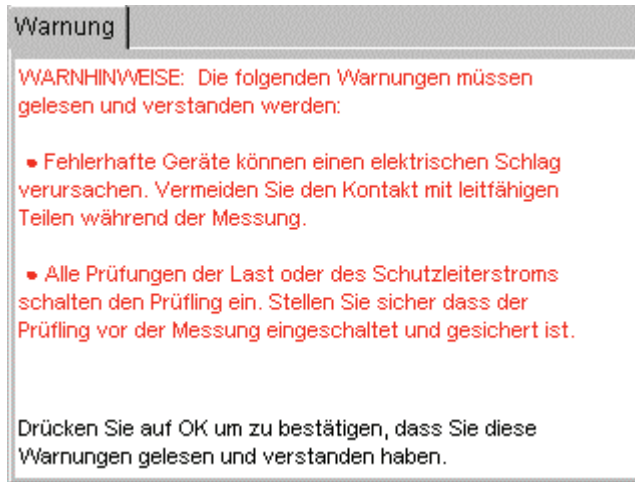 Warnung
WARNHINWEISE: Die folgenden Warnungen müssen
gelesen und verstanden werden:
• Fehlerhafte Geräte können einen elektrischen Schlag
verursachen. Vermeiden Sie den Kontakt mit leitfähigen
Teilen während der Messung.
• Alle Prüfungen der Last oder des Schutzleiterstroms
schalten den Prüfling ein. Stellen Sie sicher dass der
Prüfling vor der Messung eingeschaltet und gesichert ist.
Drücken Sie auf OK um zu bestätigen, dass Sie diese
Warnungen gelesen und verstanden haben.